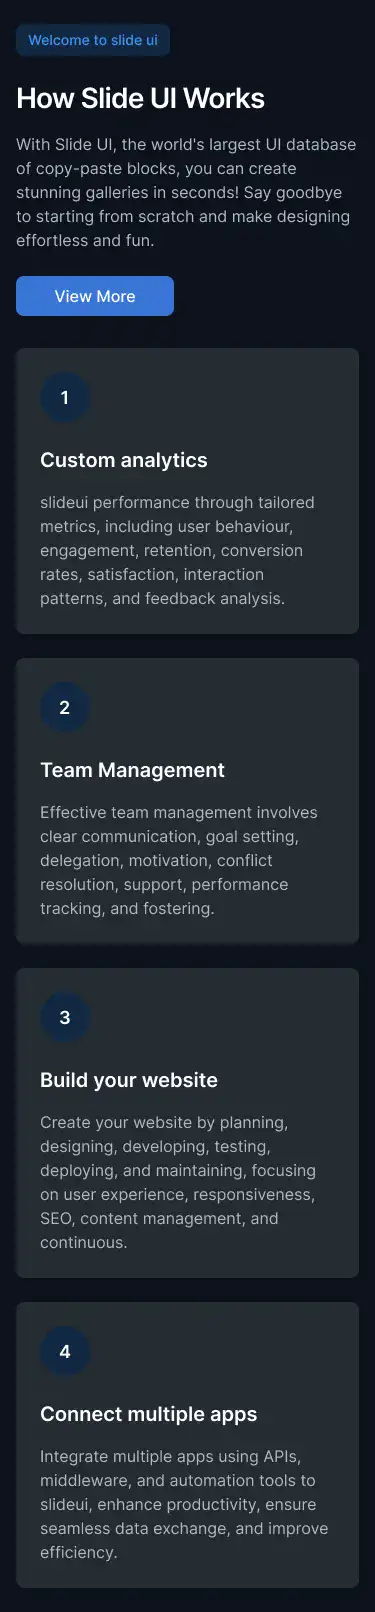 Welcome to slide ui
How Slide UI Works
With Slide UI, the world's largest UI database
of copy-paste blocks, you can create
stunning galleries in seconds! Say goodbye
to starting from scratch and make designing
effortless and fun.
View More
1
Custom analytics
slideui performance through tailored
metrics, including user behaviour,
engagement, retention, conversion
rates, satisfaction, interaction
patterns, and feedback analysis.
2
Team Management
Effective team management involves
clear communication, goal setting,
delegation, motivation, conflict
resolution, support, performance
tracking, and fostering.
3
Build your website
Create your website by planning,
designing, developing, testing,
deploying, and maintaining, focusing
on user experience, responsiveness,
SEO, content management, and
continuous.
4
Connect multiple apps
Integrate multiple apps using APIs,
middleware, and automation tools to
slideui, enhance productivity, ensure
seamless data exchange, and improve
efficiency.